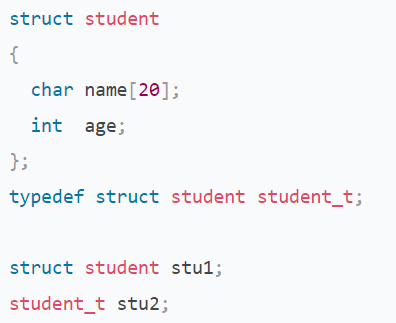 struct student
{
  char name[20];
  int  age;
};
typedef struct student student_t;

struct student stu1;
student_t stu2;